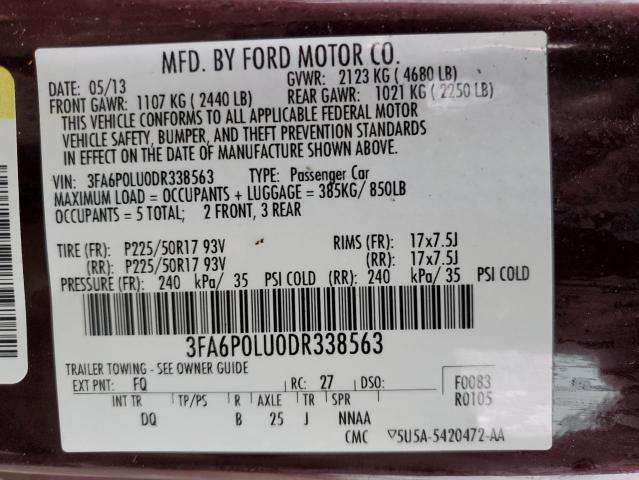 MFD. BY FORD MOTOR CO.
DATE: 05/13 GVWR: 2123 KG ( 4680 LB)
FRONT GAWR: 1107 KG ( 2440 LB) REAR GAWR: 1021 KG ( 2250 LB)
THIS VEHICLE CONFORMS TO ALL APPLICABLE FEDERAL MOTOR
VEHICLE SAFETY, BUMPER, AND THEFT PREVENTION STANDARDS
IN EFFECT ON THE DATE OF MANUFACTURE SHOWN ABOVE.
VIN: 3FA6P0LU0DR338563 TYPE: Passenger Car
MAXIMUM LOAD = OCCUPANTS + LUGGAGE = 385KG/ 850LB
OCCUPANTS = 5 TOTAL; 2 FRONT, 3 REAR
TIRE (FR): P225/50R17 93V RIMS (FR): 17x7.5J
(RR): P225/50R17 93V (RR): 17x7.5J
PRESSURE (FR): 240 kPa/ 35 PSI COLD (RR): 240 kPa/ 35 PSI COLD
3FA6P0LU0DR338563
TRAILER TOWING - SEE OWNER GUIDE
EXT PNT: FQ RC: 27 DSO: F0083
INT TR TP/PS R AXLE TR SPR R0105
DQ B 25 J NNAA
CMC ▽5U5A-5420472-AA